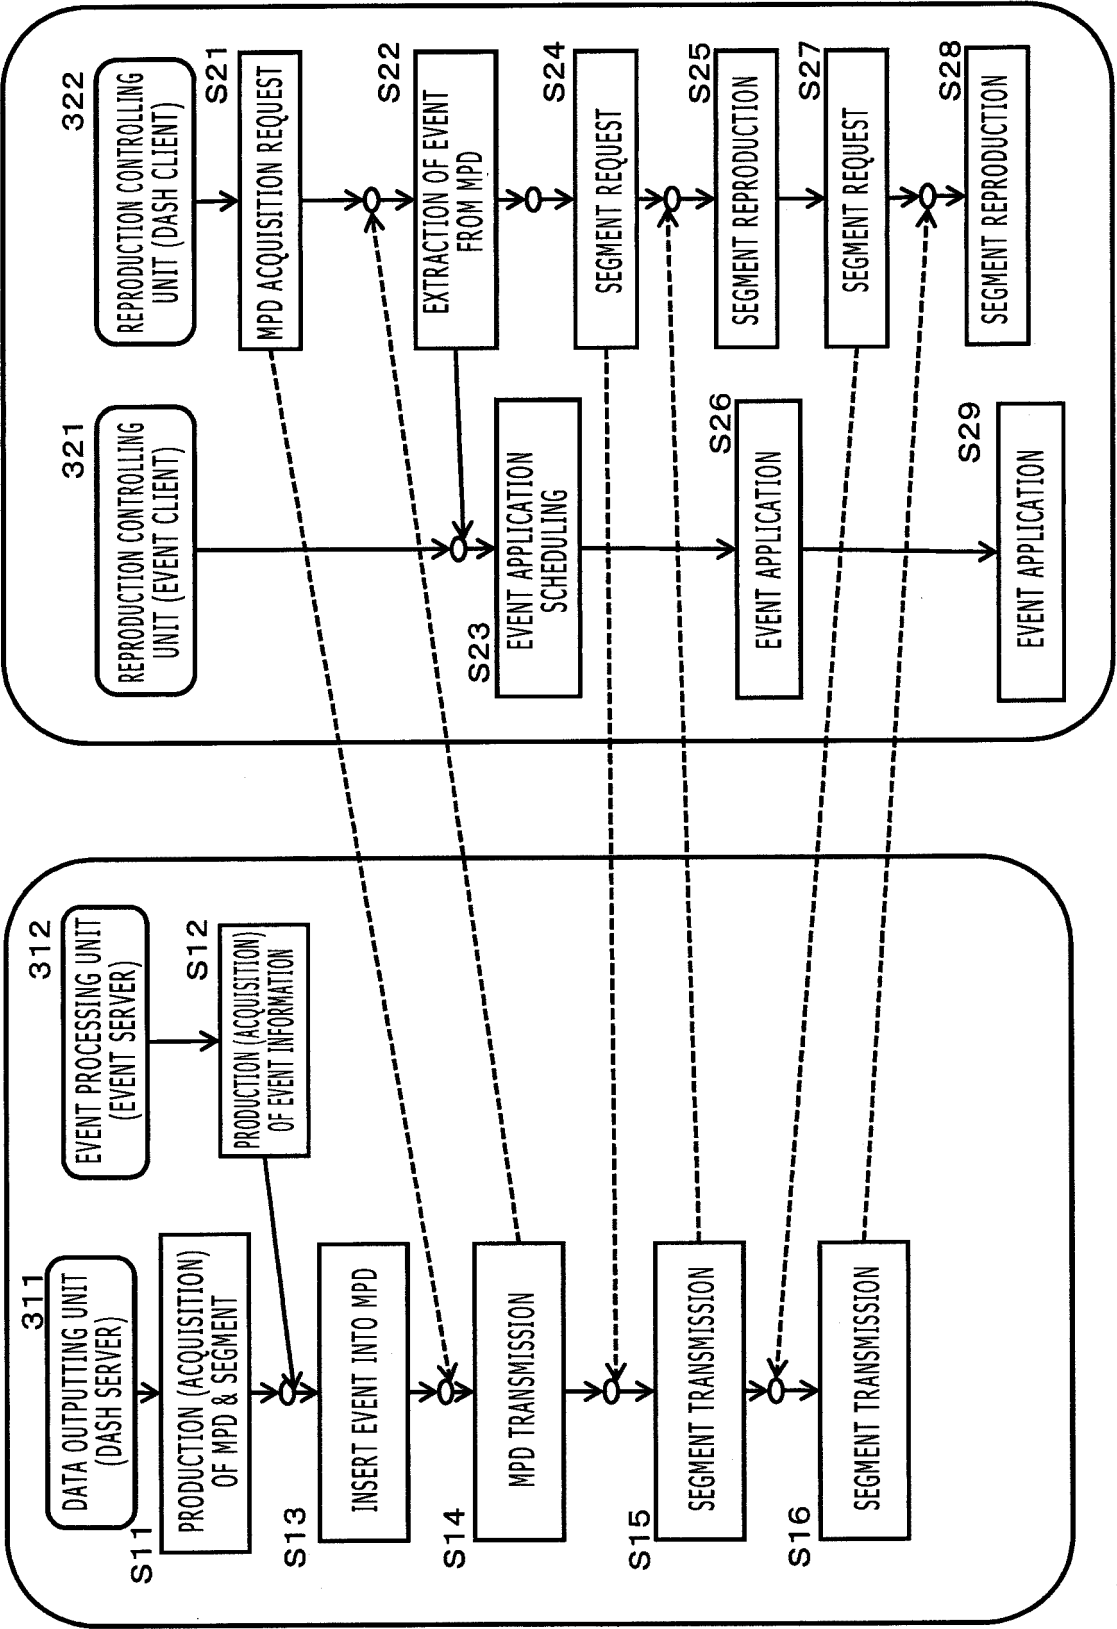 311
DATA OUTPUTTING UNIT
(DASH SERVER)
312
EVENT PROCESSING UNIT
(EVENT SERVER)
S11
PRODUCTION (ACQUISITION)
OF MPD & SEGMENT
S12
PRODUCTION (ACQUISITION)
OF EVENT INFORMATION
S13
INSERT EVENT INTO MPD
S14
MPD TRANSMISSION
S15
SEGMENT TRANSMISSION
S16
SEGMENT TRANSMISSION
321
REPRODUCTION CONTROLLING
UNIT (EVENT CLIENT)
322
REPRODUCTION CONTROLLING
UNIT (DASH CLIENT)
S21
MPD ACQUISITION REQUEST
S22
EXTRACTION OF EVENT
FROM MPD
S23
EVENT APPLICATION
SCHEDULING
S24
SEGMENT REQUEST
S25
SEGMENT REPRODUCTION
S26
EVENT APPLICATION
S27
SEGMENT REQUEST
S28
SEGMENT REPRODUCTION
S29
EVENT APPLICATION